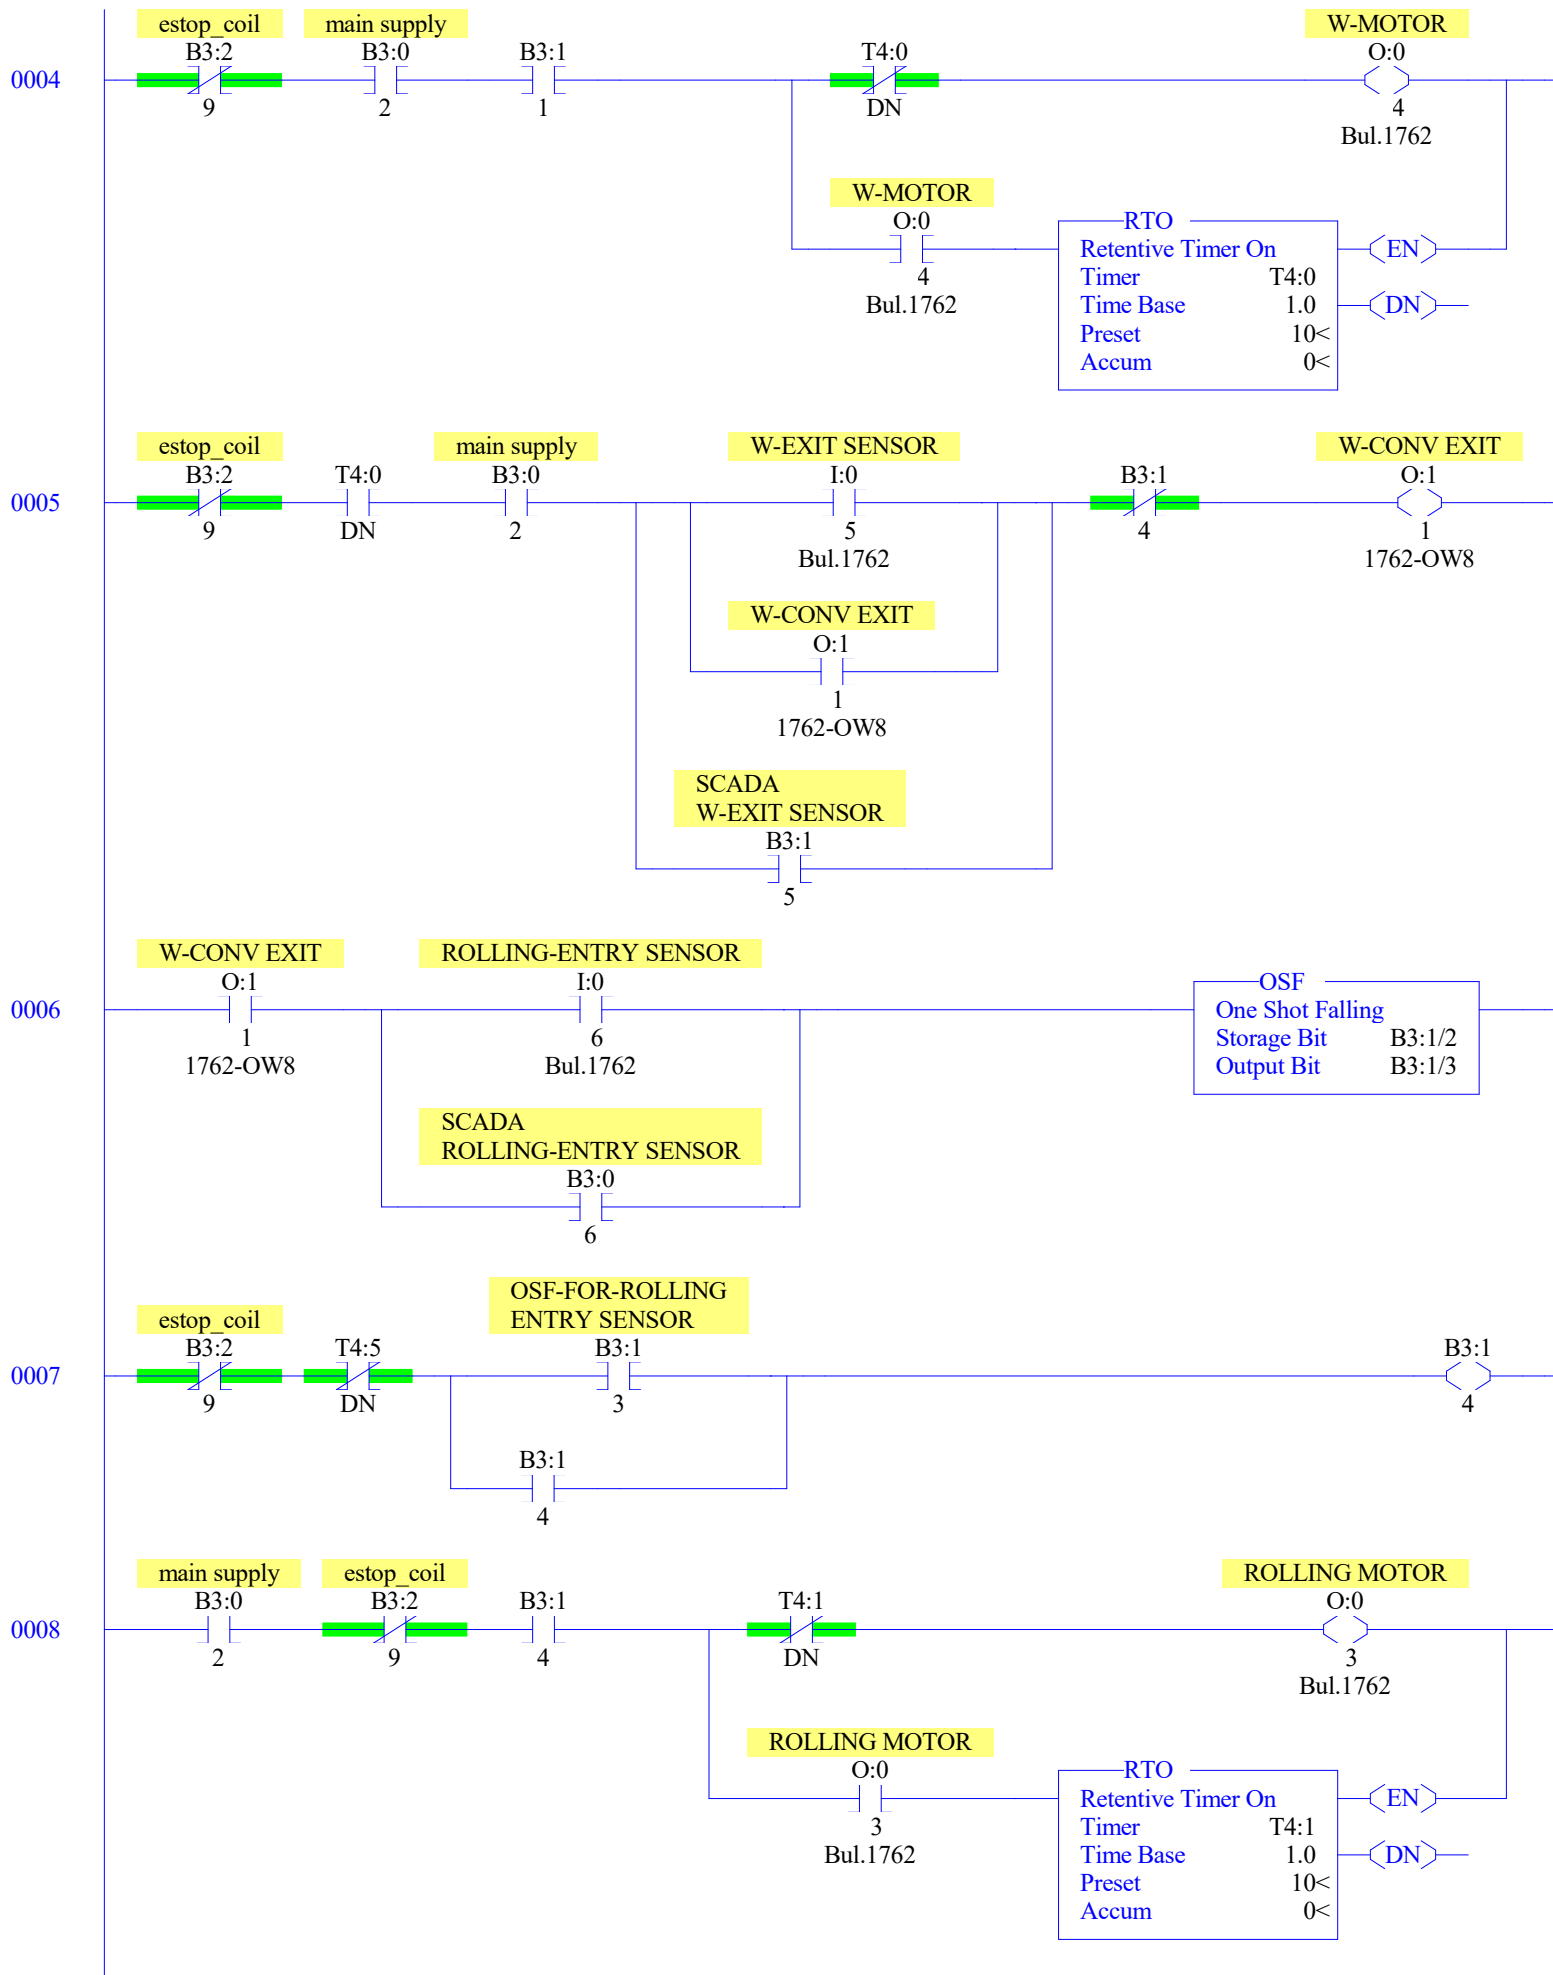 estop_coil main supply W-MOTOR
B3:2 B3:0 B3:1 T4:0 O:0
0004
9 2 1 DN 4
Bul.1762
W-MOTOR
O:0 RTO
Retentive Timer On EN
4 Timer T4:0
Bul.1762 Time Base 1.0 DN
Preset 10<
Accum 0<
estop_coil main supply W-EXIT SENSOR W-CONV EXIT
B3:2 T4:0 B3:0 I:0 B3:1 O:1
0005
9 DN 2 5 4 1
Bul.1762 1762-OW8
W-CONV EXIT
O:1
1
1762-OW8
SCADA
W-EXIT SENSOR
B3:1
5
W-CONV EXIT ROLLING-ENTRY SENSOR
O:1 I:0 OSF
0006 One Shot Falling
1 6 Storage Bit B3:1/2
1762-OW8 Bul.1762 Output Bit B3:1/3
SCADA
ROLLING-ENTRY SENSOR
B3:0
6
OSF-FOR-ROLLING
estop_coil ENTRY SENSOR
B3:2 T4:5 B3:1 B3:1
0007
9 DN 3 4
B3:1
4
main supply estop_coil ROLLING MOTOR
B3:0 B3:2 B3:1 T4:1 O:0
0008
2 9 4 DN 3
Bul.1762
ROLLING MOTOR
O:0 RTO
Retentive Timer On EN
3 Timer T4:1
Bul.1762 Time Base 1.0 DN
Preset 10<
Accum 0<